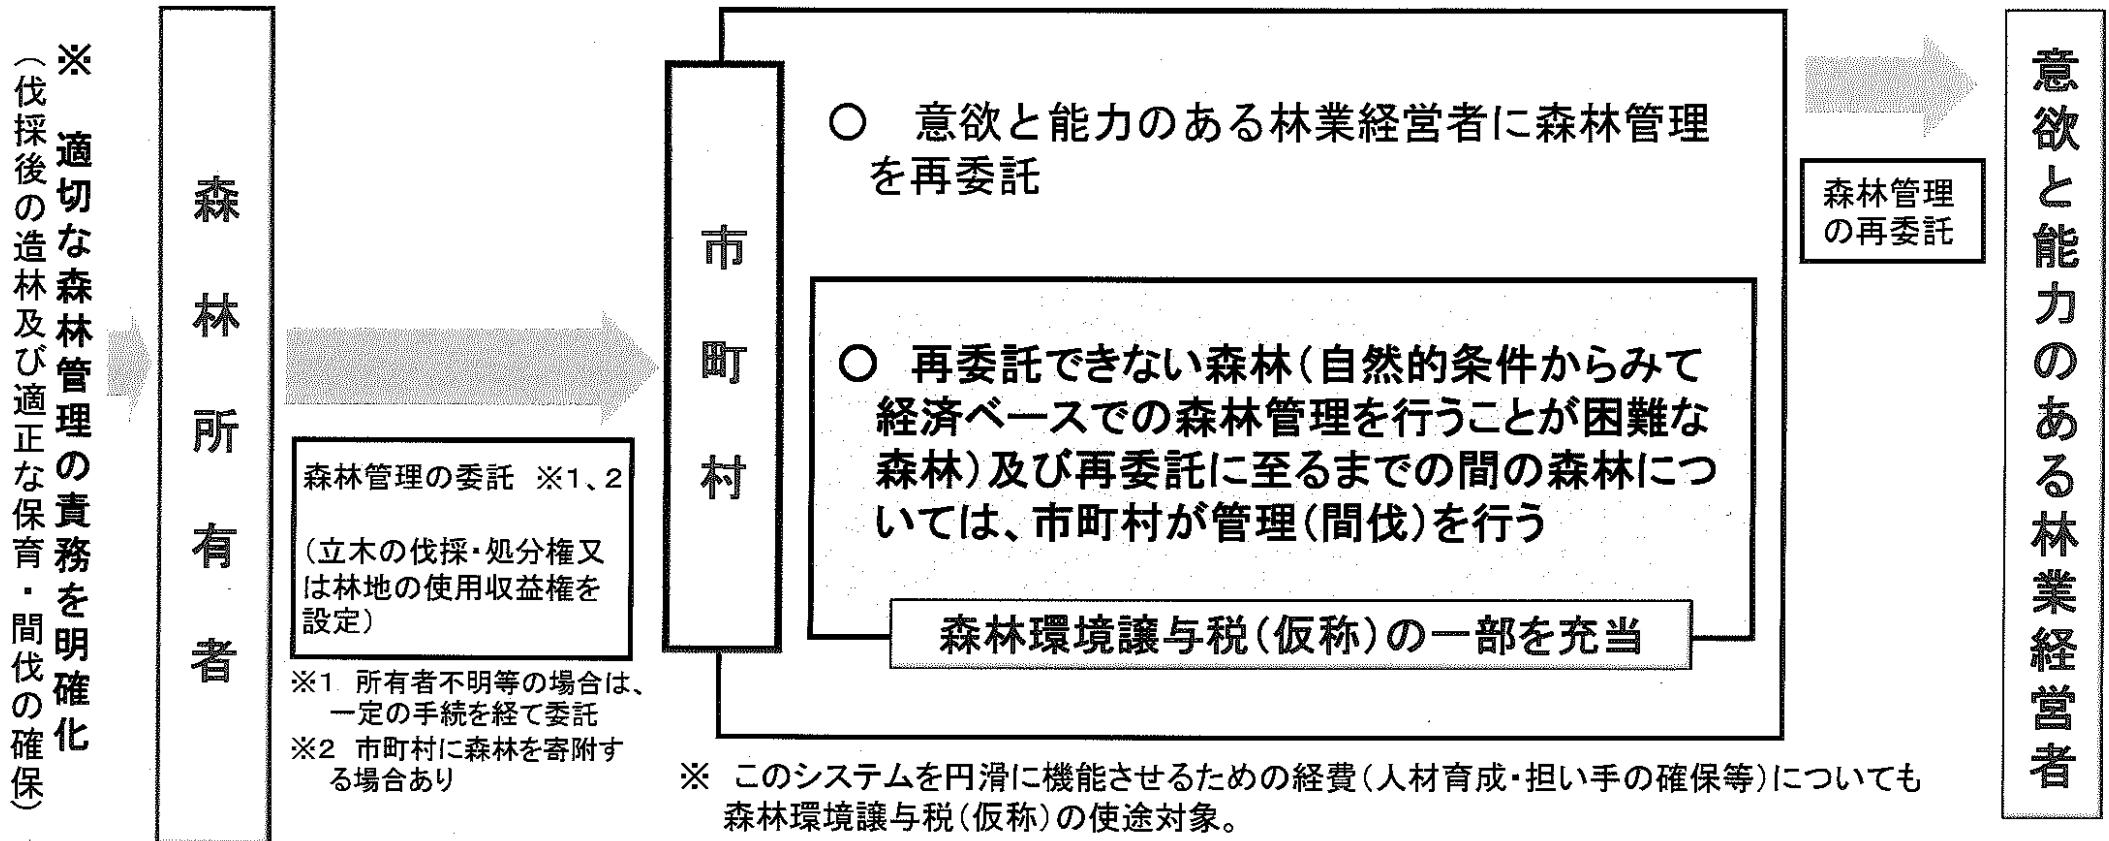 ※　適切な森林管理の責務を明確化
（伐採後の造林及び適正な保育・間伐の確保）
森林所有者
森林管理の委託　※1、2
（立木の伐採・処分権又
は林地の使用収益権を
設定）
※1　所有者不明等の場合は、
一定の手続を経て委託
※2　市町村に森林を寄附す
る場合あり
市町村
○　意欲と能力のある林業経営者に森林管理
を再委託
○　再委託できない森林（自然的条件からみて
経済ベースでの森林管理を行うことが困難な
森林）及び再委託に至るまでの間の森林につ
いては、市町村が管理（間伐）を行う
森林環境譲与税（仮称）の一部を充当
※　このシステムを円滑に機能させるための経費（人材育成・担い手の確保等）についても
森林環境譲与税（仮称）の使途対象。
森林管理
の再委託
意欲と能力のある林業経営者